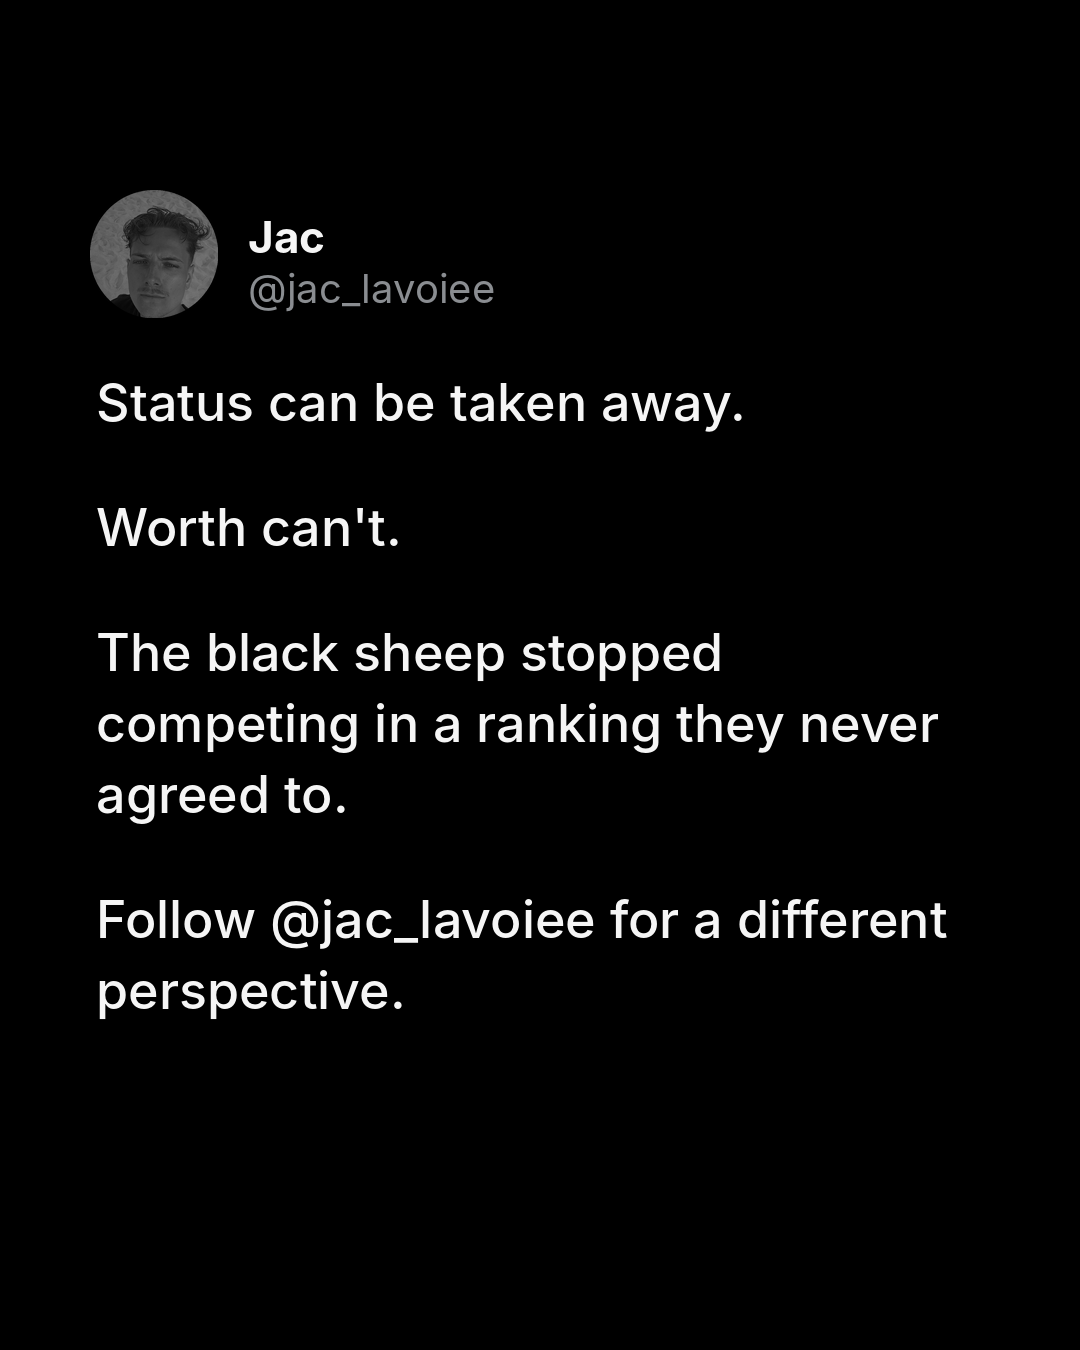 Jac
@jac_lavoiee
Status can be taken away.
Worth can't.
The black sheep stopped
competing in a ranking they never
agreed to.
Follow @jac_lavoiee for a different
perspective.